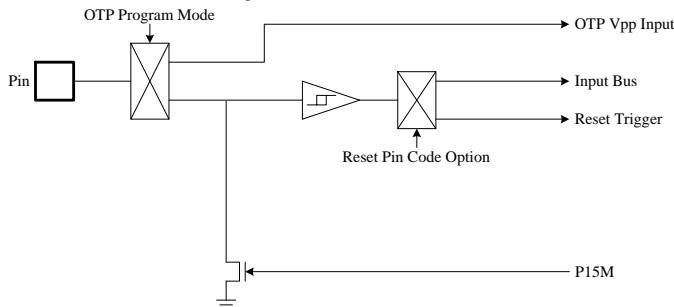 OTP Program Mode
OTP Vpp Input
Pin
Input Bus
Reset Trigger
Reset Pin Code Option
P15M